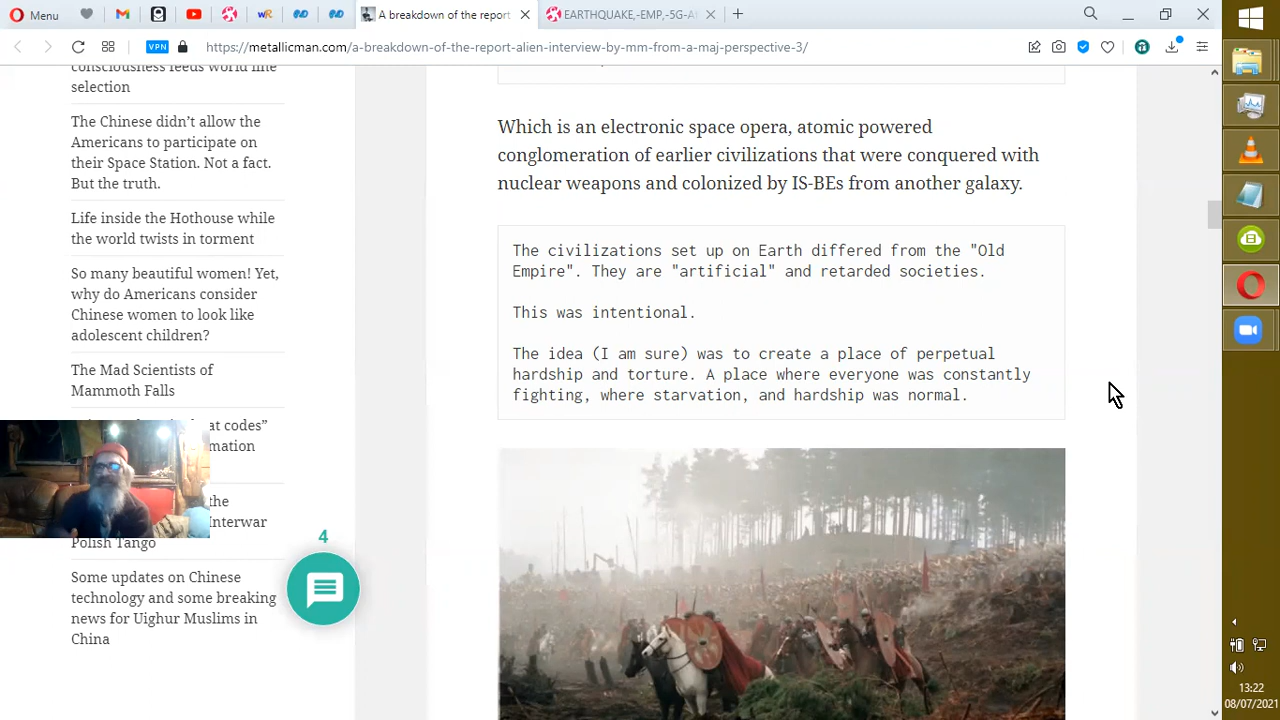 Menu
A breakdown of the report
EARTHQUAKE,-EMP,-5G-A
VPN
https://metallicman.com/a-breakdown-of-the-report-alien-interview-by-mm-from-a-maj-perspective-3/
consciousness feeds world line
selection
The Chinese didn’t allow the
Americans to participate on
their Space Station. Not a fact.
But the truth.
Life inside the Hothouse while
the world twists in torment
So many beautiful women! Yet,
why do Americans consider
Chinese women to look like
adolescent children?
The Mad Scientists of
Mammoth Falls
at codes”
mation
the
Interwar
Polish Tango
Some updates on Chinese
technology and some breaking
news for Uighur Muslims in
China
4
Which is an electronic space opera, atomic powered
conglomeration of earlier civilizations that were conquered with
nuclear weapons and colonized by IS-BEs from another galaxy.
The civilizations set up on Earth differed from the "Old
Empire". They are "artificial" and retarded societies.
This was intentional.
The idea (I am sure) was to create a place of perpetual
hardship and torture. A place where everyone was constantly
fighting, where starvation, and hardship was normal.
13:22
08/07/2021